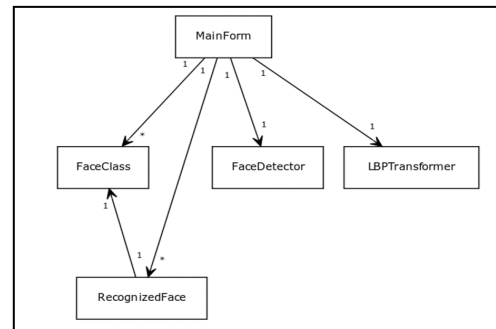 MainForm
1 1 1 1
* 1 1
FaceClass FaceDetector LBPTransformer
1
1 *
RecognizedFace